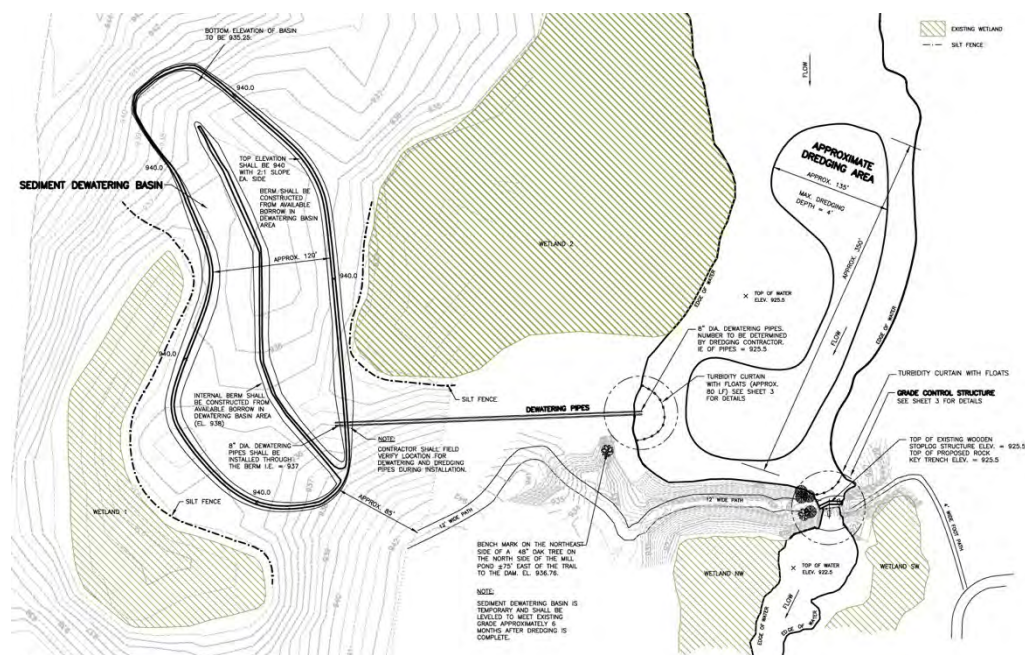 BOTTOM ELEVATION OF BASIN
TO BE 935.25.
EXISTING WETLAND
SILT FENCE
FLOW
940.0
940.0
TOP ELEVATION
SHALL BE 940
WITH 2:1 SLOPE
EA. SIDE
BERM SHALL BE
CONSTRUCTED
FROM AVAILABLE
BORROW IN
DEWATERING BASIN
AREA
SEDIMENT DEWATERING BASIN
APPROXIMATE
DREDGING AREA
APPROX. 135'
MAX. DREDGING
DEPTH = 4'
APPROX. 350'
WETLAND 2
APPROX. 120'
940.0
EDGE OF WATER
TOP OF WATER
ELEV. 925.5
FLOW
EDGE OF WATER
8" DIA. DEWATERING PIPES.
NUMBER TO BE DETERMINED
BY DREDGING CONTRACTOR.
IE OF PIPES = 925.5
940.0
TURBIDITY CURTAIN
WITH FLOATS (APPROX.
80 LF) SEE SHEET 3
FOR DETAILS
TURBIDITY CURTAIN WITH FLOATS
GRADE CONTROL STRUCTURE
SEE SHEET 3 FOR DETAILS
INTERNAL BERM SHALL
BE CONSTRUCTED FROM
AVAILABLE BORROW IN
DEWATERING BASIN AREA
(EL. 938)
SILT FENCE
DEWATERING PIPES
8" DIA. DEWATERING
PIPES SHALL BE
INSTALLED THROUGH
THE BERM I.E. = 937
NOTE:
CONTRACTOR SHALL FIELD
VERIFY LOCATION FOR
DEWATERING AND DREDGING
PIPES DURING INSTALLATION.
TOP OF EXISTING WOODEN
STOPLOG STRUCTURE ELEV. = 925.5
TOP OF PROPOSED ROCK
KEY TRENCH ELEV. = 925.5
940.0
SILT FENCE
APPROX. 85'
12' WIDE PATH
12' WIDE PATH
WETLAND 1
BENCH MARK ON THE NORTHEAST
SIDE OF A 48" OAK TREE ON
THE NORTH SIDE OF THE MILL
POND ±75' EAST OF THE TRAIL
TO THE DAM. EL. 936.76.
NOTE:
SEDIMENT DEWATERING BASIN IS
TEMPORARY AND SHALL BE
LEVELED TO MEET EXISTING
GRADE APPROXIMATELY 6
MONTHS AFTER DREDGING IS
COMPLETE.
WETLAND NW
TOP OF WATER
ELEV. 922.5
WETLAND SW
FOOT PATH
FLOW
EDGE OF WATER
EDGE OF WATER